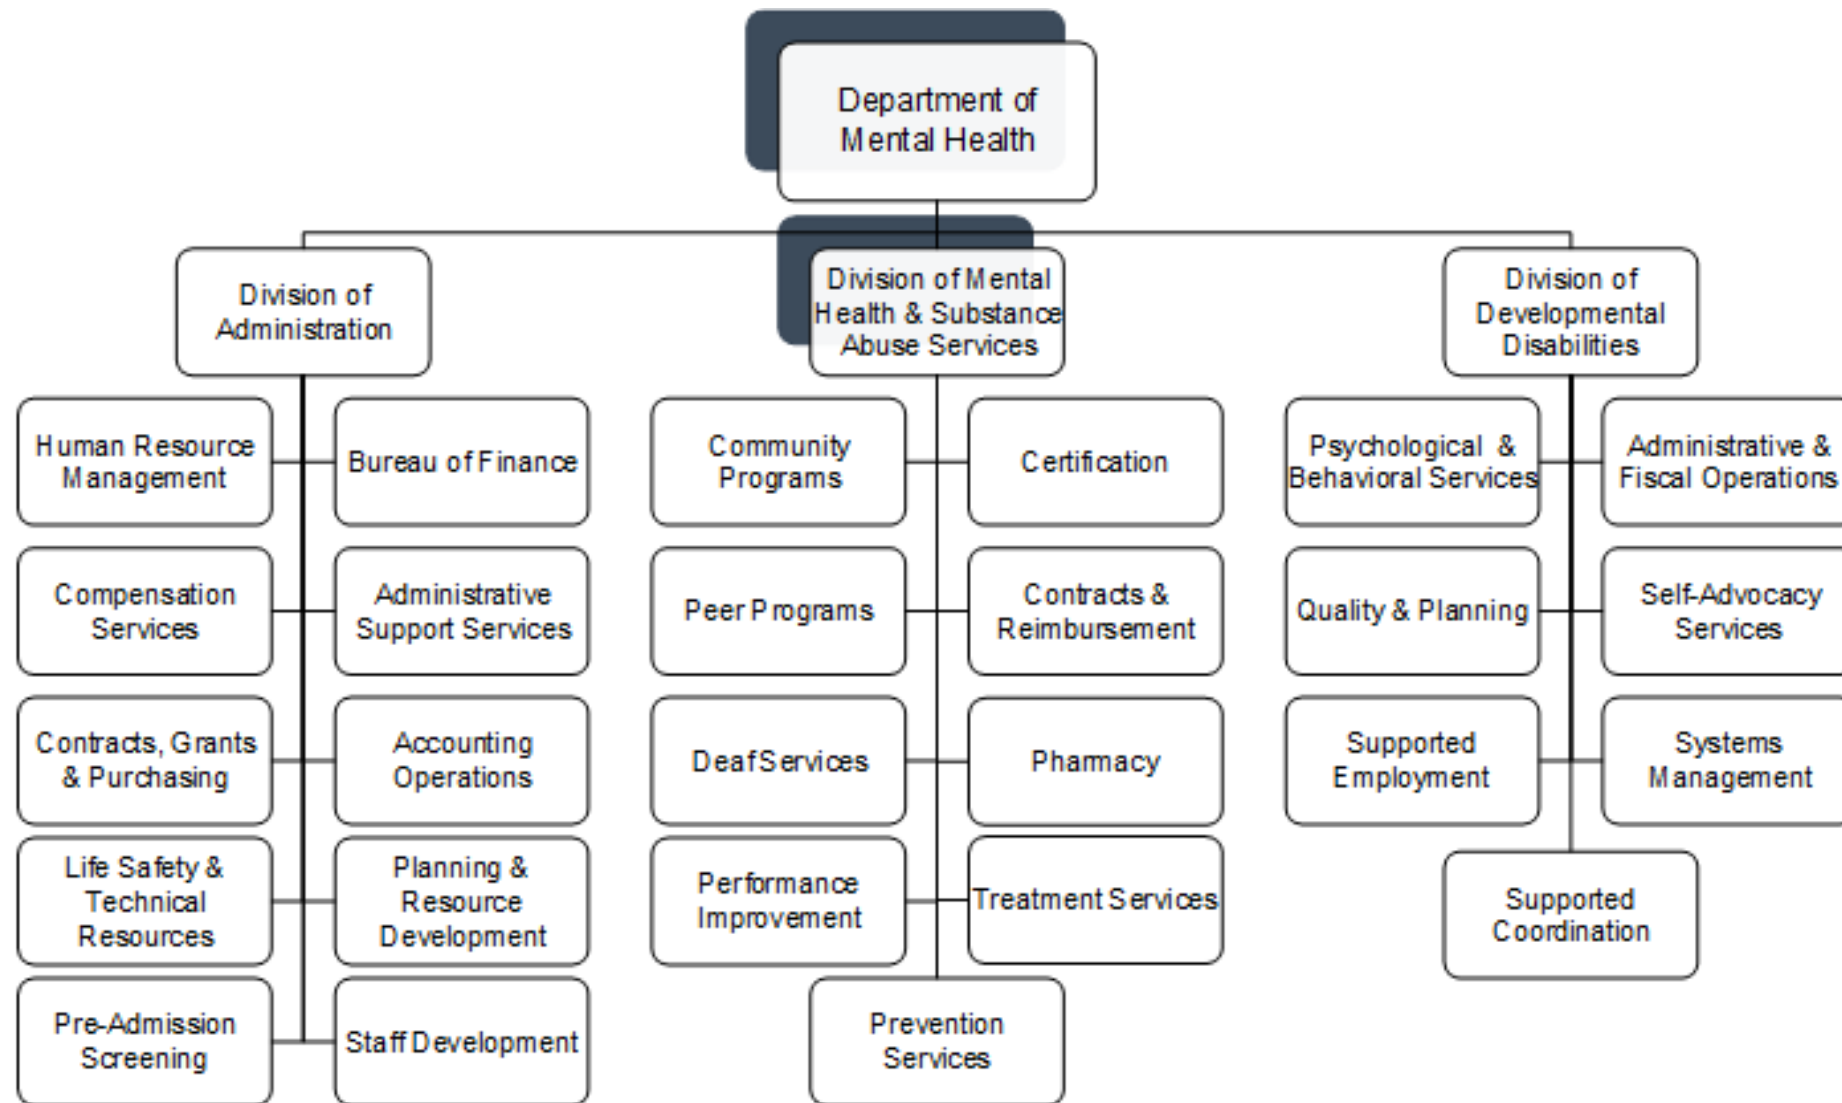 Department of
Mental Health
Division of
Administration
Division of Mental
Health & Substance
Abuse Services
Division of
Developmental
Disabilities
Human Resource
Management
Bureau of Finance
Community
Programs
Certification
Psychological &
Behavioral Services
Administrative &
Fiscal Operations
Compensation
Services
Administrative
Support Services
Peer Programs
Contracts &
Reimbursement
Quality & Planning
Self-Advocacy
Services
Contracts, Grants
& Purchasing
Accounting
Operations
Deaf Services
Pharmacy
Supported
Employment
Systems
Management
Life Safety &
Technical
Resources
Planning &
Resource
Development
Performance
Improvement
Treatment Services
Supported
Coordination
Pre-Admission
Screening
Staff Development
Prevention
Services